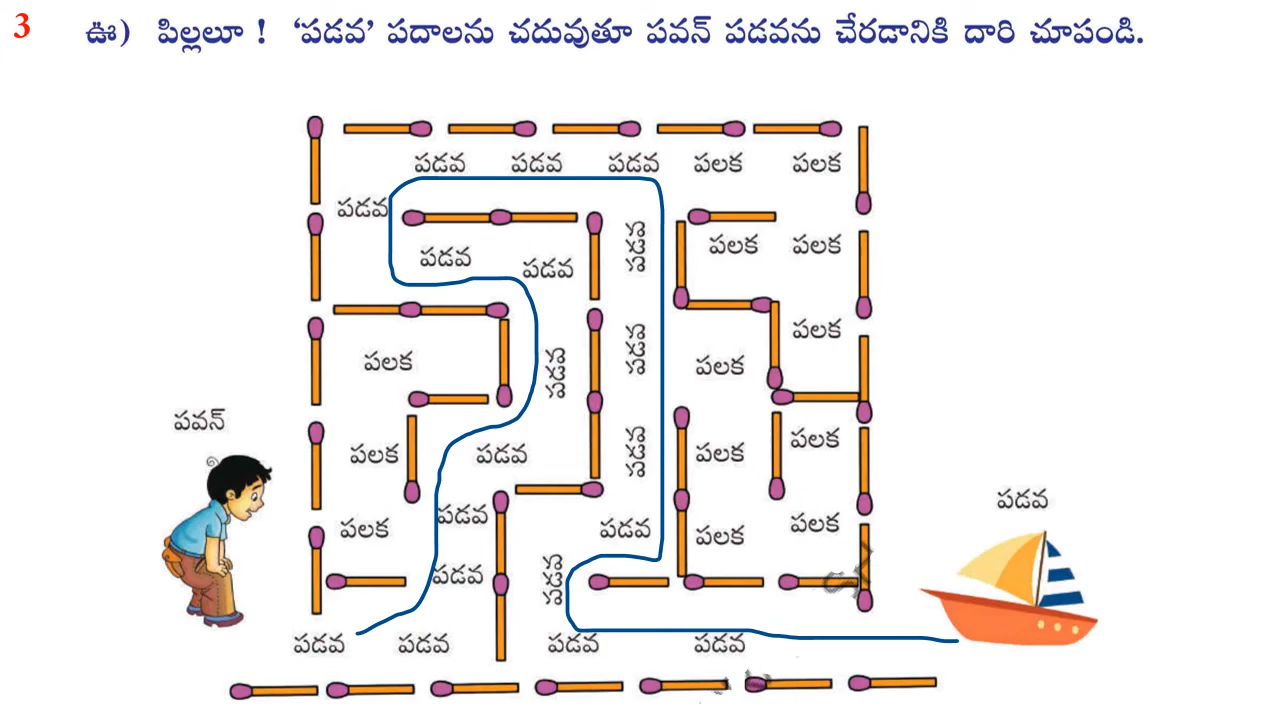 3 ఊ) పిల్లలూ ! ‘పడవ’ పదాలను చదువుతూ పవన్ పడవను చేరడానికి దారి చూపండి.
పడవ పడవ పడవ పలక పలక
పడవ
పడవ పడవ పడవ పలక పలక
పలక పడవ పడవ పలక పలక
పవన్
పలక పడవ పడవ పలక పలక
పడవ
పలక పడవ పడవ పలక పలక
పడవ పడవ
పడవ పడవ పడవ పడవ